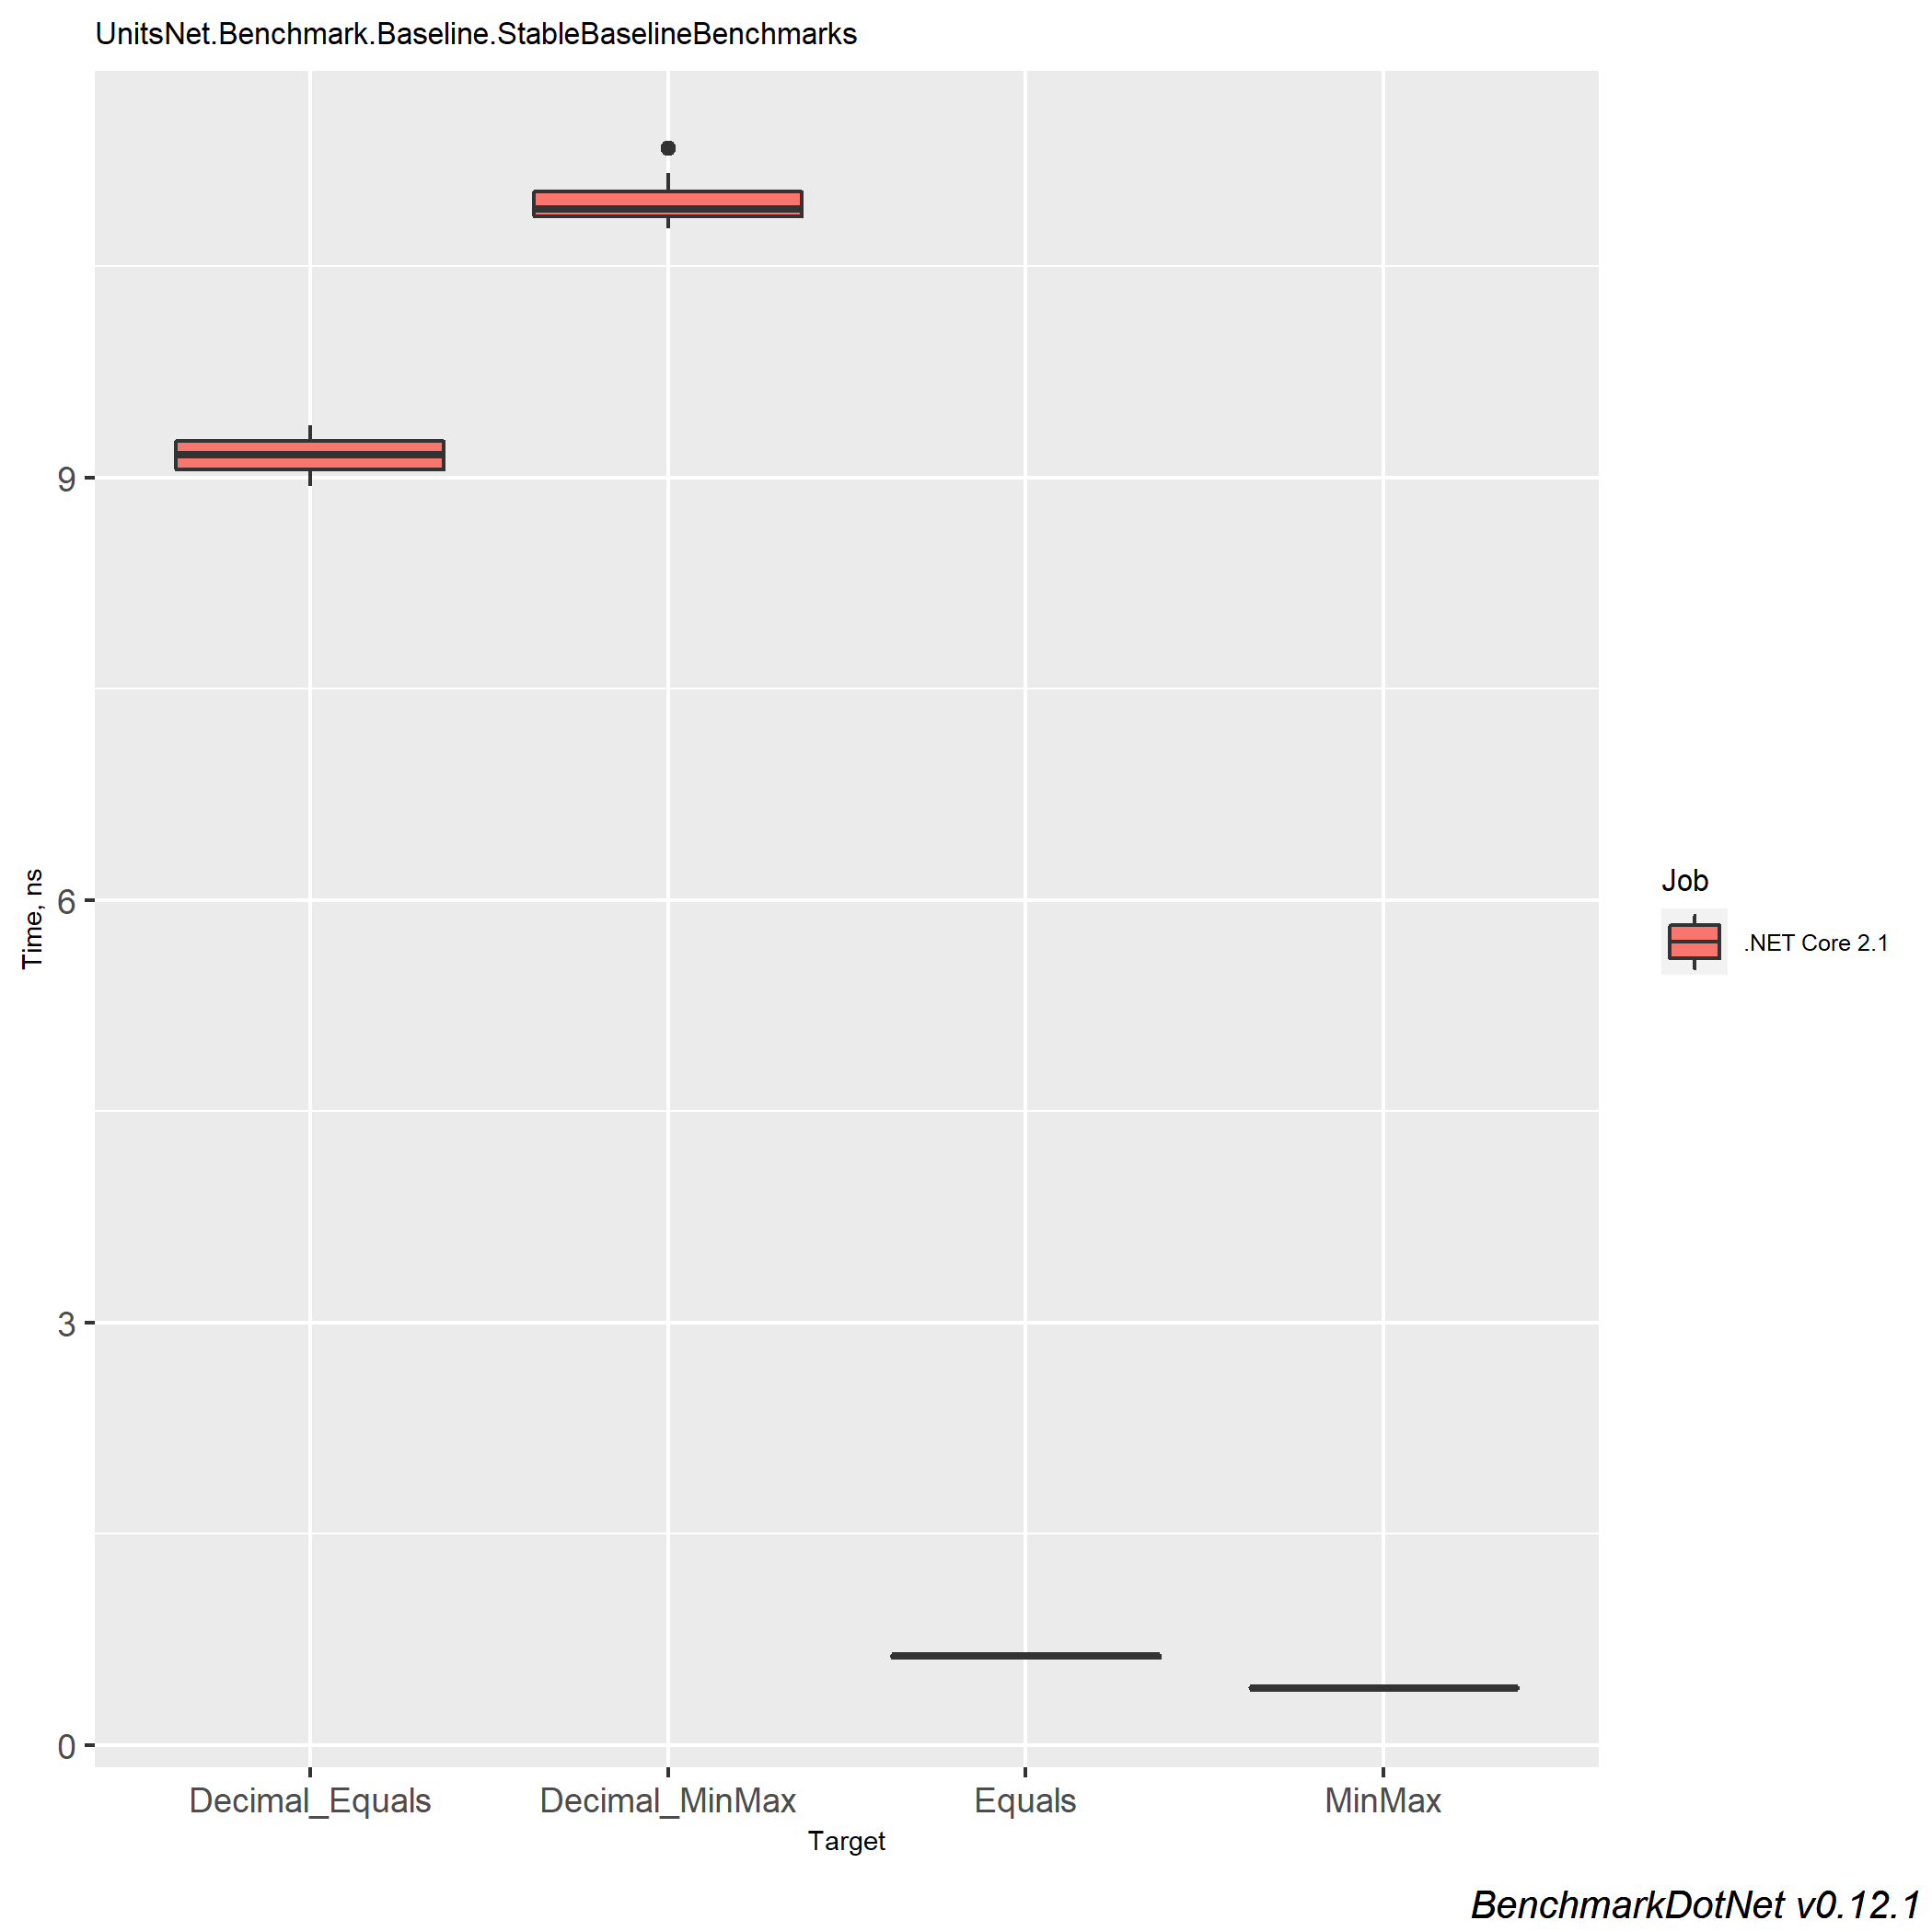 UnitsNet.Benchmark.Baseline.StableBaselineBenchmarks
Time, ns
9
6
3
0
Decimal_Equals
Decimal_MinMax
Equals
MinMax
Target
Job
.NET Core 2.1
BenchmarkDotNet v0.12.1